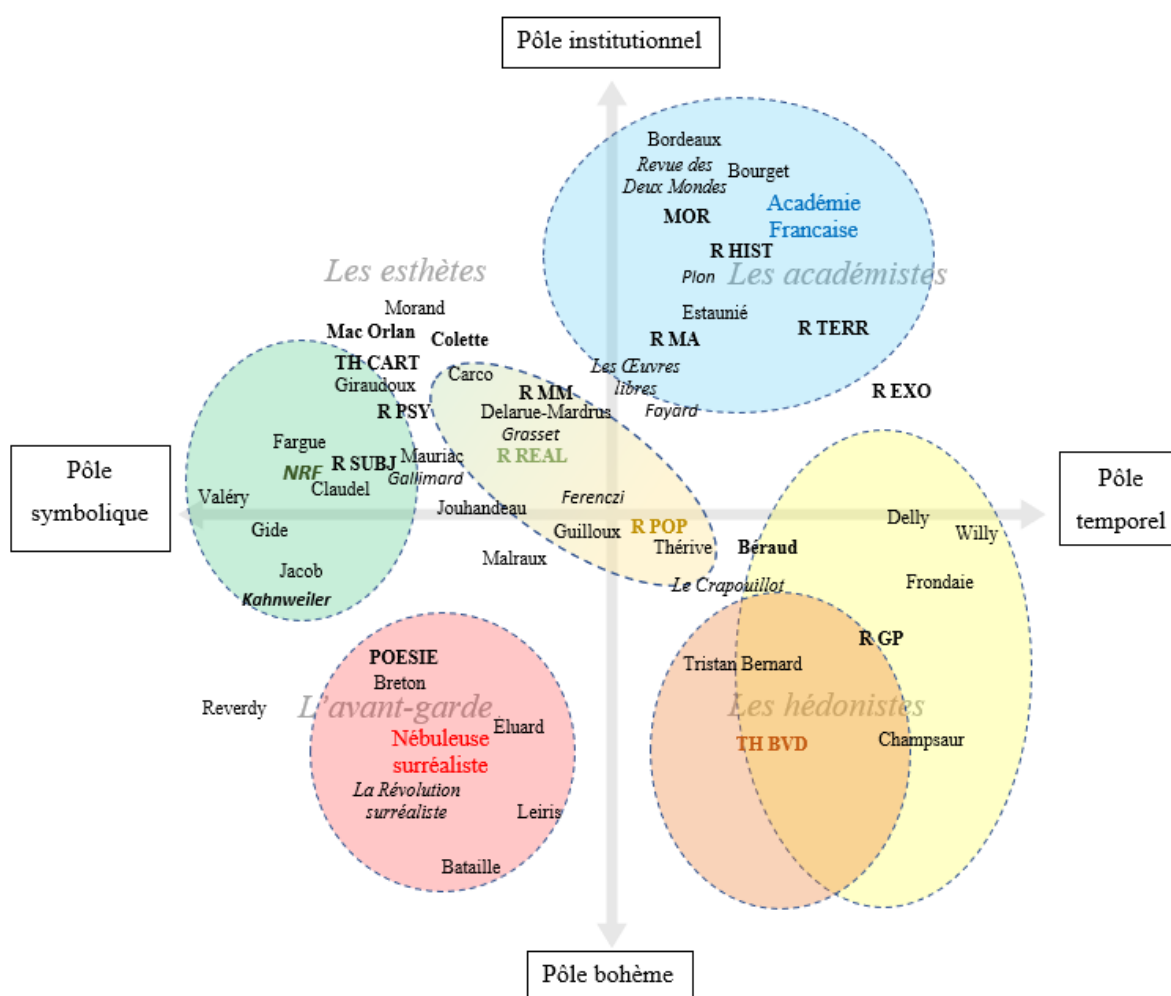 Pôle institutionnel
Bordeaux
Revue des
Deux Mondes
Bourget
Académie
Francaise
MOR
R HIST
Les esthètes
Plon
Les académistes
Morand
Estaunié
Mac Orlan
Colette
R MA
R TERR
TH CART
Giraudoux
Carco
Les Œuvres
libres
R MM
R EXO
R PSY
Delarue-Mardrus
Fayard
Grasset
Fargue
R REAL
Pôle
symbolique
NRF
R SUBJ
Mauriac
Gallimard
Claudel
Valéry
Ferenczi
Jouhandeau
Pôle
temporel
Gide
Guilloux
R POP
Delly
Willy
Thérive
Béraud
Malraux
Jacob
Le Crapouillot
Frondaie
Kahnweiler
R GP
POESIE
Tristan Bernard
Breton
Reverdy
L'avant-garde
Les hédonistes
Éluard
Nébuleuse
surréaliste
TH BVD
Champsaur
La Révolution
surréaliste
Leiris
Bataille
Pôle bohème